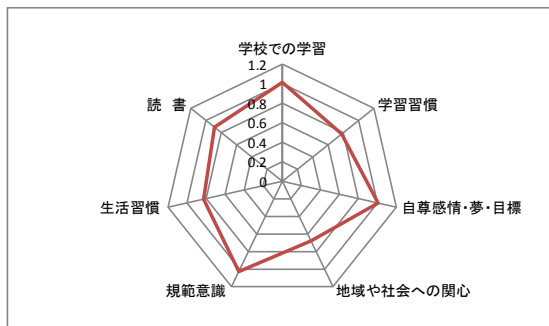 学校での学習
1.2
1
0.8
0.6
0.4
0.2
0
学習習慣
自尊感情・夢・目標
地域や社会への関心
規範意識
生活習慣
読　書